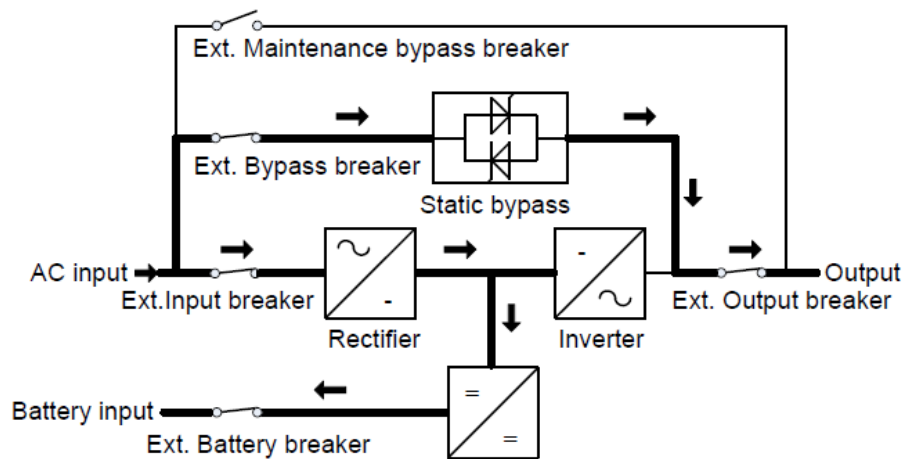 Ext. Maintenance bypass breaker
Ext. Bypass breaker
Static bypass
AC input
Output
Ext.Input breaker
Ext. Output breaker
Rectifier
Inverter
Battery input
Ext. Battery breaker